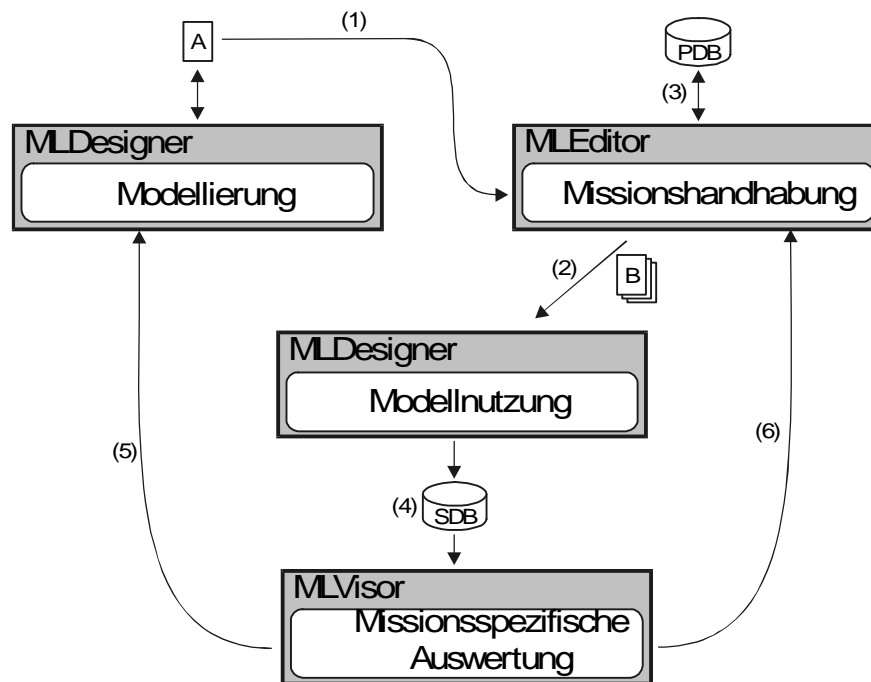 (1)
A
PDB
(3)
MLDesigner
Modellierung
MLEditor
Missionshandhabung
(2)
B
MLDesigner
Modellnutzung
(5)
(6)
(4)
SDB
MLVisor
Missionsspezifische
Auswertung